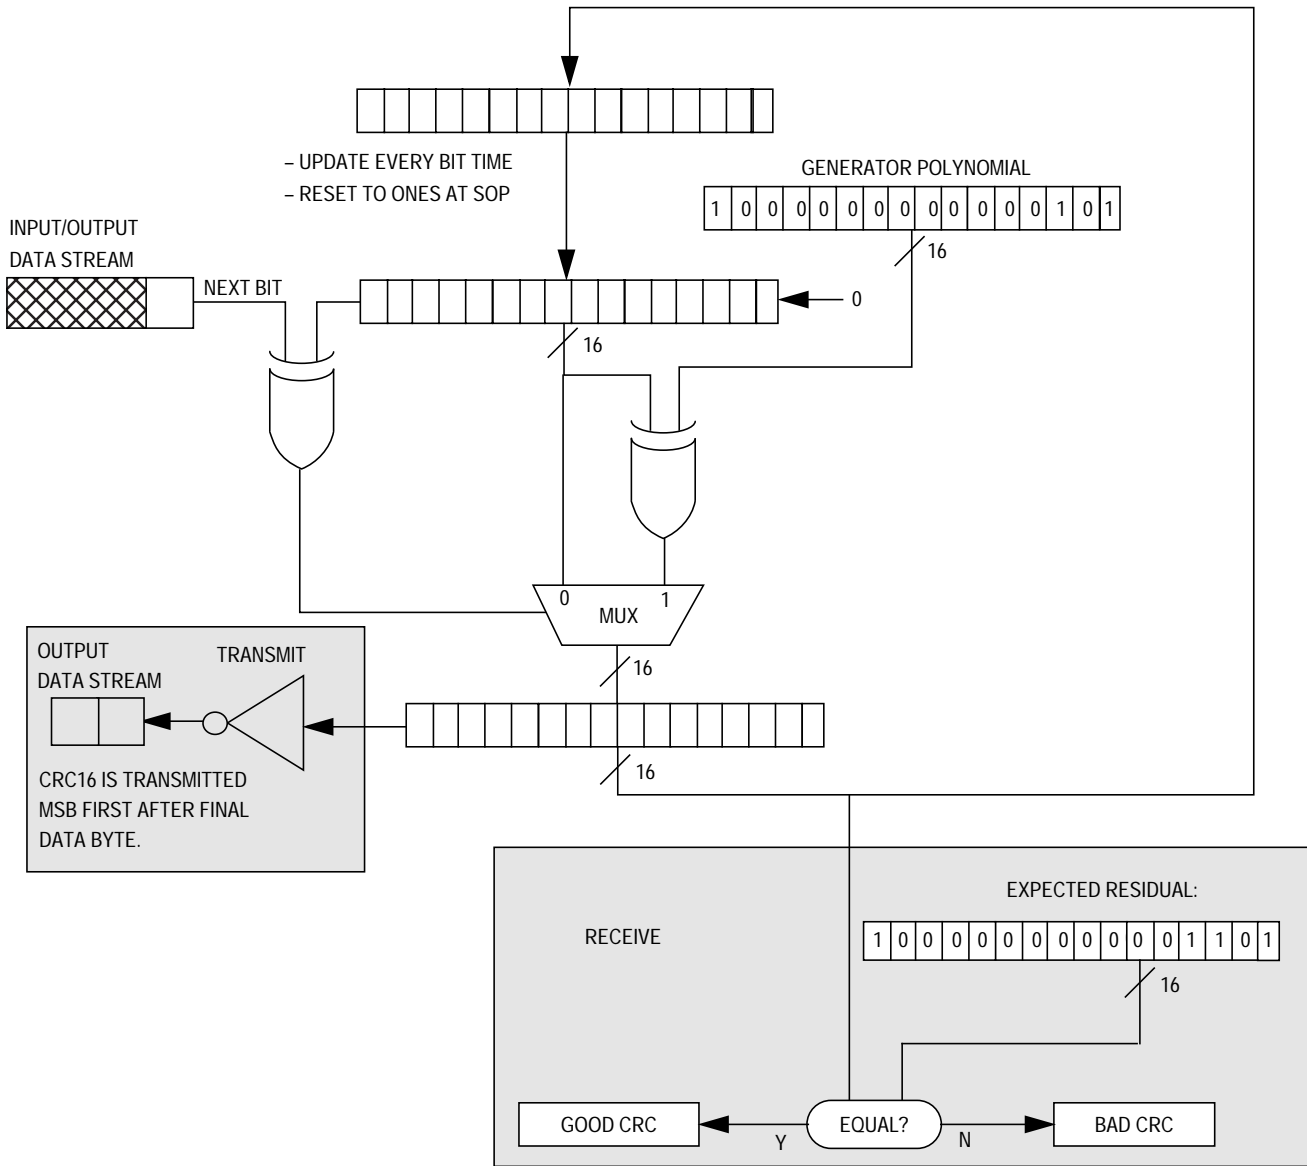 – UPDATE EVERY BIT TIME
– RESET TO ONES AT SOP
GENERATOR POLYNOMIAL
1 0 0 0 0 0 0 0 0 0 0 0 0 1 0 1
16
INPUT/OUTPUT
DATA STREAM
NEXT BIT
0
16
0
1
MUX
16
OUTPUT
DATA STREAM
TRANSMIT
16
CRC16 IS TRANSMITTED
MSB FIRST AFTER FINAL
DATA BYTE.
EXPECTED RESIDUAL:
RECEIVE
1 0 0 0 0 0 0 0 0 0 0 0 1 1 0 1
16
GOOD CRC
Y
EQUAL?
N
BAD CRC